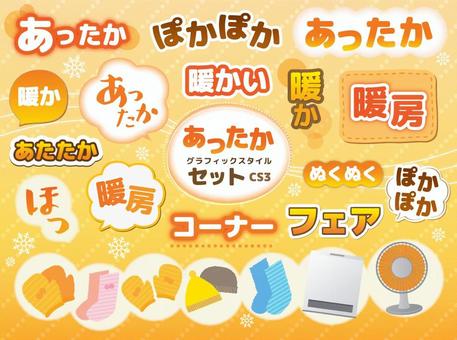 あったか
ぽかぽか
あったか
暖か
あっ
たか
暖かい
暖
か
暖房
あたたか
あったか
グラフィックスタイル
セット CS3
ぬくぬく
ぽか
ぽか
ほっ
暖房
コーナー
フェア